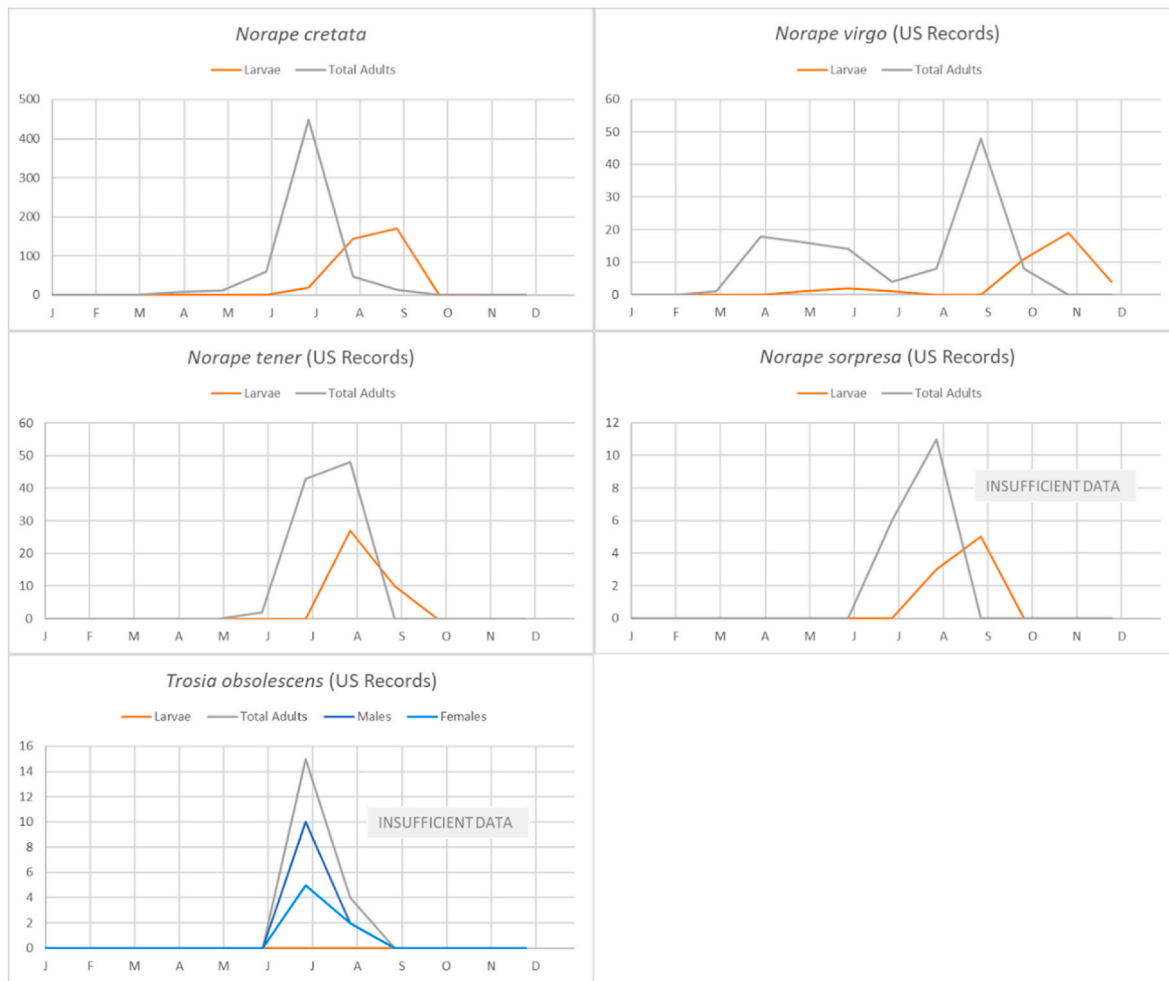 Norape cretata
Larvae Total Adults
500
400
300
200
100
0
J F M A M J J A S O N D
Norape virgo (US Records)
Larvae Total Adults
60
50
40
30
20
10
0
J F M A M J J A S O N D
Norape tener (US Records)
Larvae Total Adults
60
50
40
30
20
10
0
J F M A M J J A S O N D
Norape sorpresa (US Records)
Larvae Total Adults
12
10
8
6
4
2
0
INSUFFICIENT DATA
J F M A M J J A S O N D
Trosia obsolescens (US Records)
Larvae Total Adults Males Females
16
14
12
10
8
6
4
2
0
INSUFFICIENT DATA
J F M A M J J A S O N D